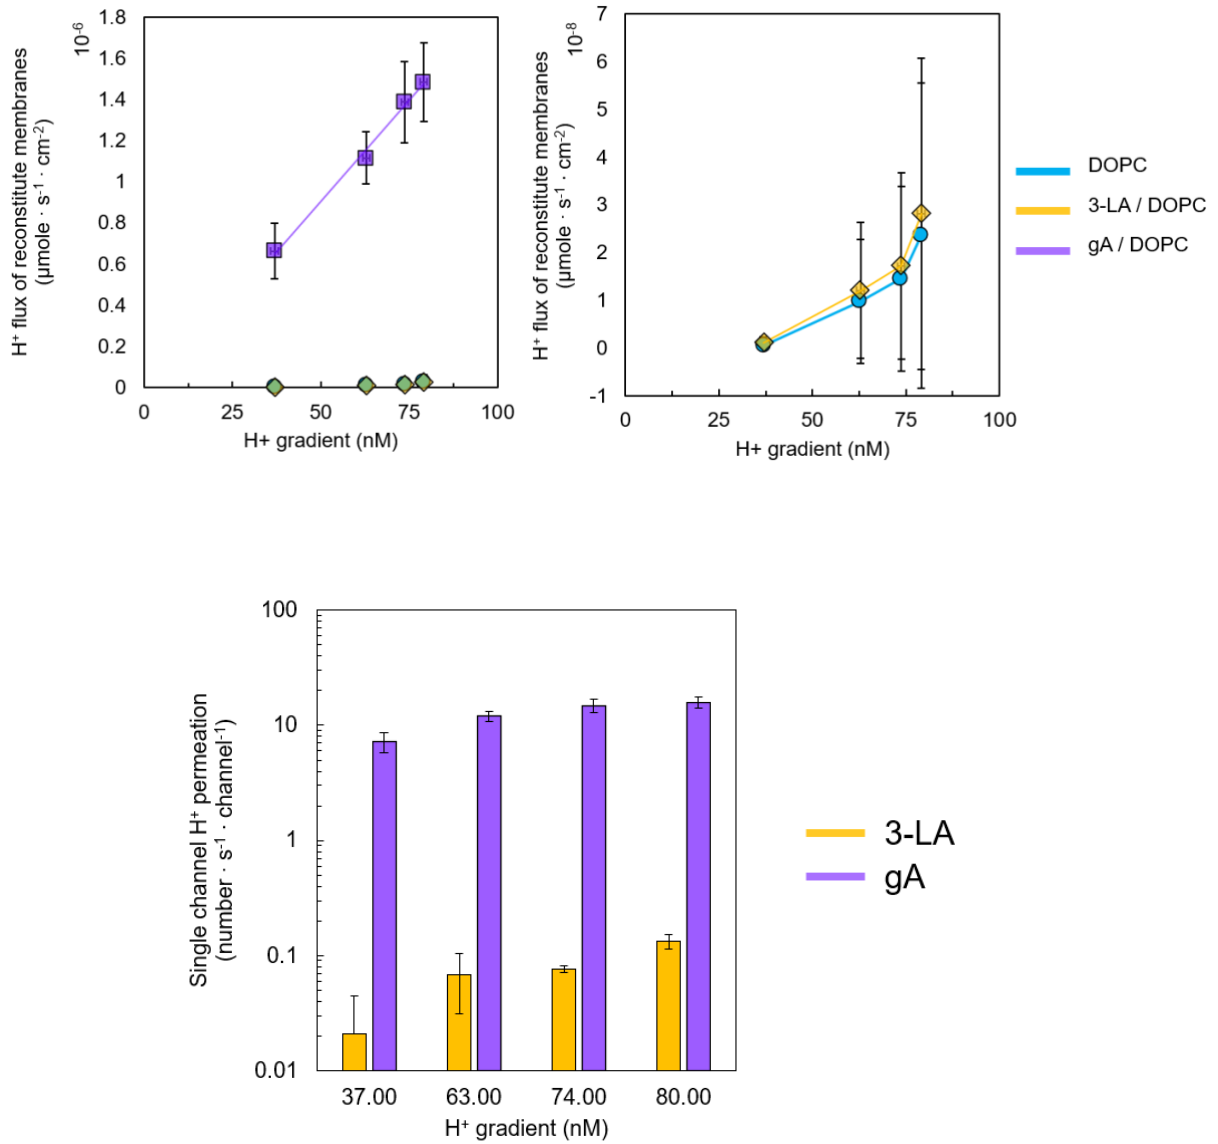 H⁺ flux of reconstitute membranes
(µmole · s⁻¹ · cm⁻²)
10⁻⁶
1.8
1.6
1.4
1.2
1
0.8
0.6
0.4
0.2
0
0 25 50 75 100
H+ gradient (nM)
H⁺ flux of reconstitute membranes
(µmole · s⁻¹ · cm⁻²)
10⁻⁸
7
6
5
4
3
2
1
0
-1
0 25 50 75 100
H+ gradient (nM)
DOPC
3-LA / DOPC
gA / DOPC
Single channel H⁺ permeation
(number · s⁻¹ · channel⁻¹)
100
10
1
0.1
0.01
37.00 63.00 74.00 80.00
H⁺ gradient (nM)
3-LA
gA